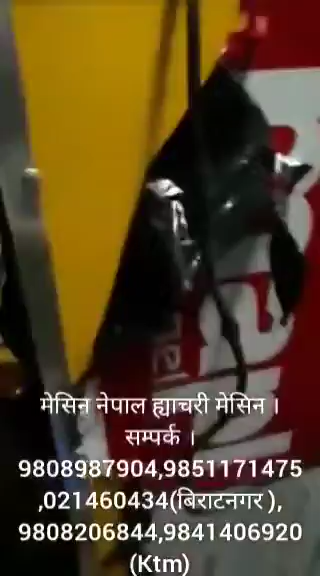 मेसिन नेपाल ह्याचरी मेसिन ।
सम्पर्क ।
9808987904,9851171475
,021460434(बिराटनगर ),
9808206844,9841406920
(Ktm)